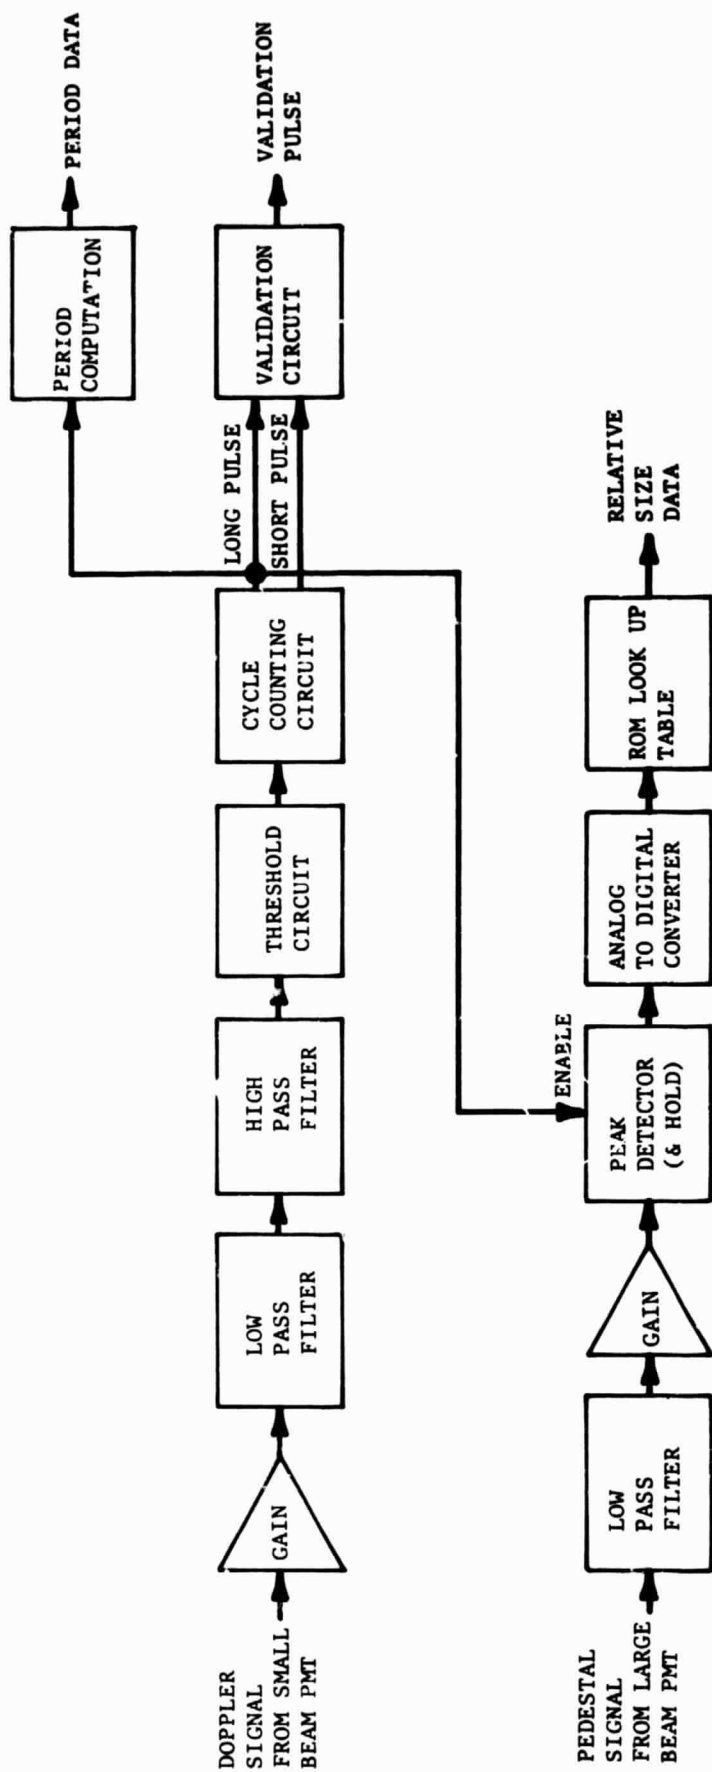 DOPPLER
SIGNAL
FROM SMALL
BEAM PMT
GAIN
LOW
PASS
FILTER
HIGH
PASS
FILTER
THRESHOLD
CIRCUIT
CYCLE
COUNTING
CIRCUIT
LONG PULSE
SHORT PULSE
PERIOD
COMPUTATION
PERIOD DATA
VALIDATION
CIRCUIT
VALIDATION
PULSE
PEDESTAL
SIGNAL
FROM LARGE
BEAM PMT
LOW
PASS
FILTER
GAIN
ENABLE
PEAK
DETECTOR
(& HOLD)
ANALOG
TO DIGITAL
CONVERTER
ROM LOOK UP
TABLE
RELATIVE
SIZE
DATA